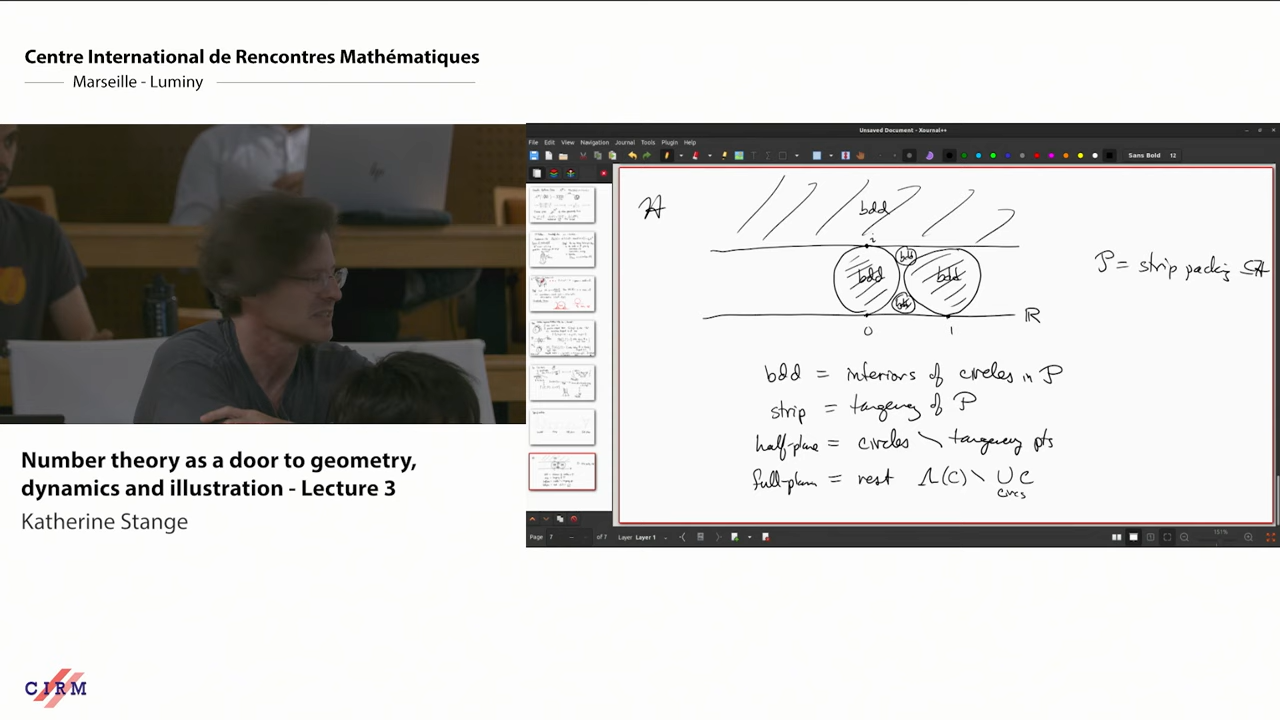 Centre International de Rencontres Mathématiques
Marseille - Luminy
Unsaved Document - Xournal++
File Edit View Navigation Journal Tools Plugin Help
Sans Bold 12
bdd
i
bdd
bdd bdd
bdd
0 1
ℝ
P = strip packing ⊆ A
bdd = interiors of circles in P
strip = tangency of P
half-plane = circles \ tangency pts
full-plane = rest Λ(C) \ ∪ C
circs
Page 7 of 7 Layer Layer 1
151%
Number theory as a door to geometry,
dynamics and illustration - Lecture 3
Katherine Stange
CIRM